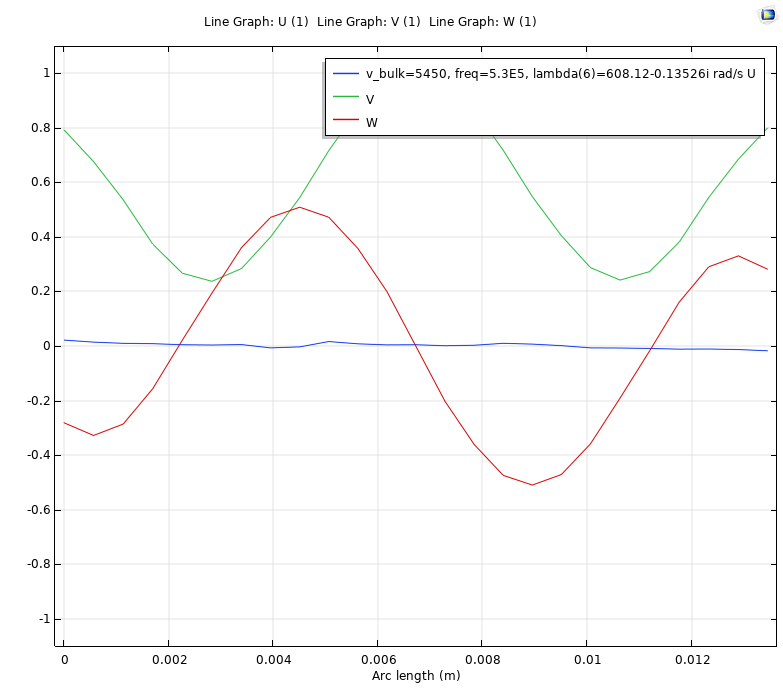 Line Graph: U (1)  Line Graph: V (1)  Line Graph: W (1)
v_bulk=5450, freq=5.3E5, lambda(6)=608.12-0.13526i rad/s U
V
W
1
0.8
0.6
0.4
0.2
0
-0.2
-0.4
-0.6
-0.8
-1
0 0.002 0.004 0.006 0.008 0.01 0.012
Arc length (m)